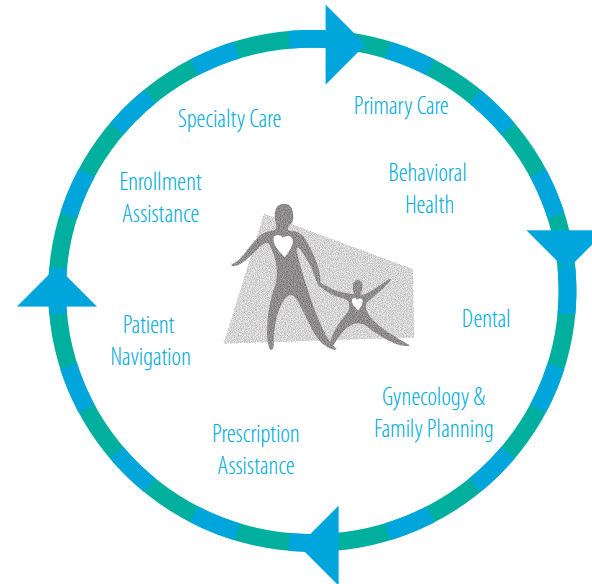 Specialty Care
Primary Care
Enrollment
Assistance
Behavioral
Health
Patient
Navigation
Dental
Gynecology &
Family Planning
Prescription
Assistance